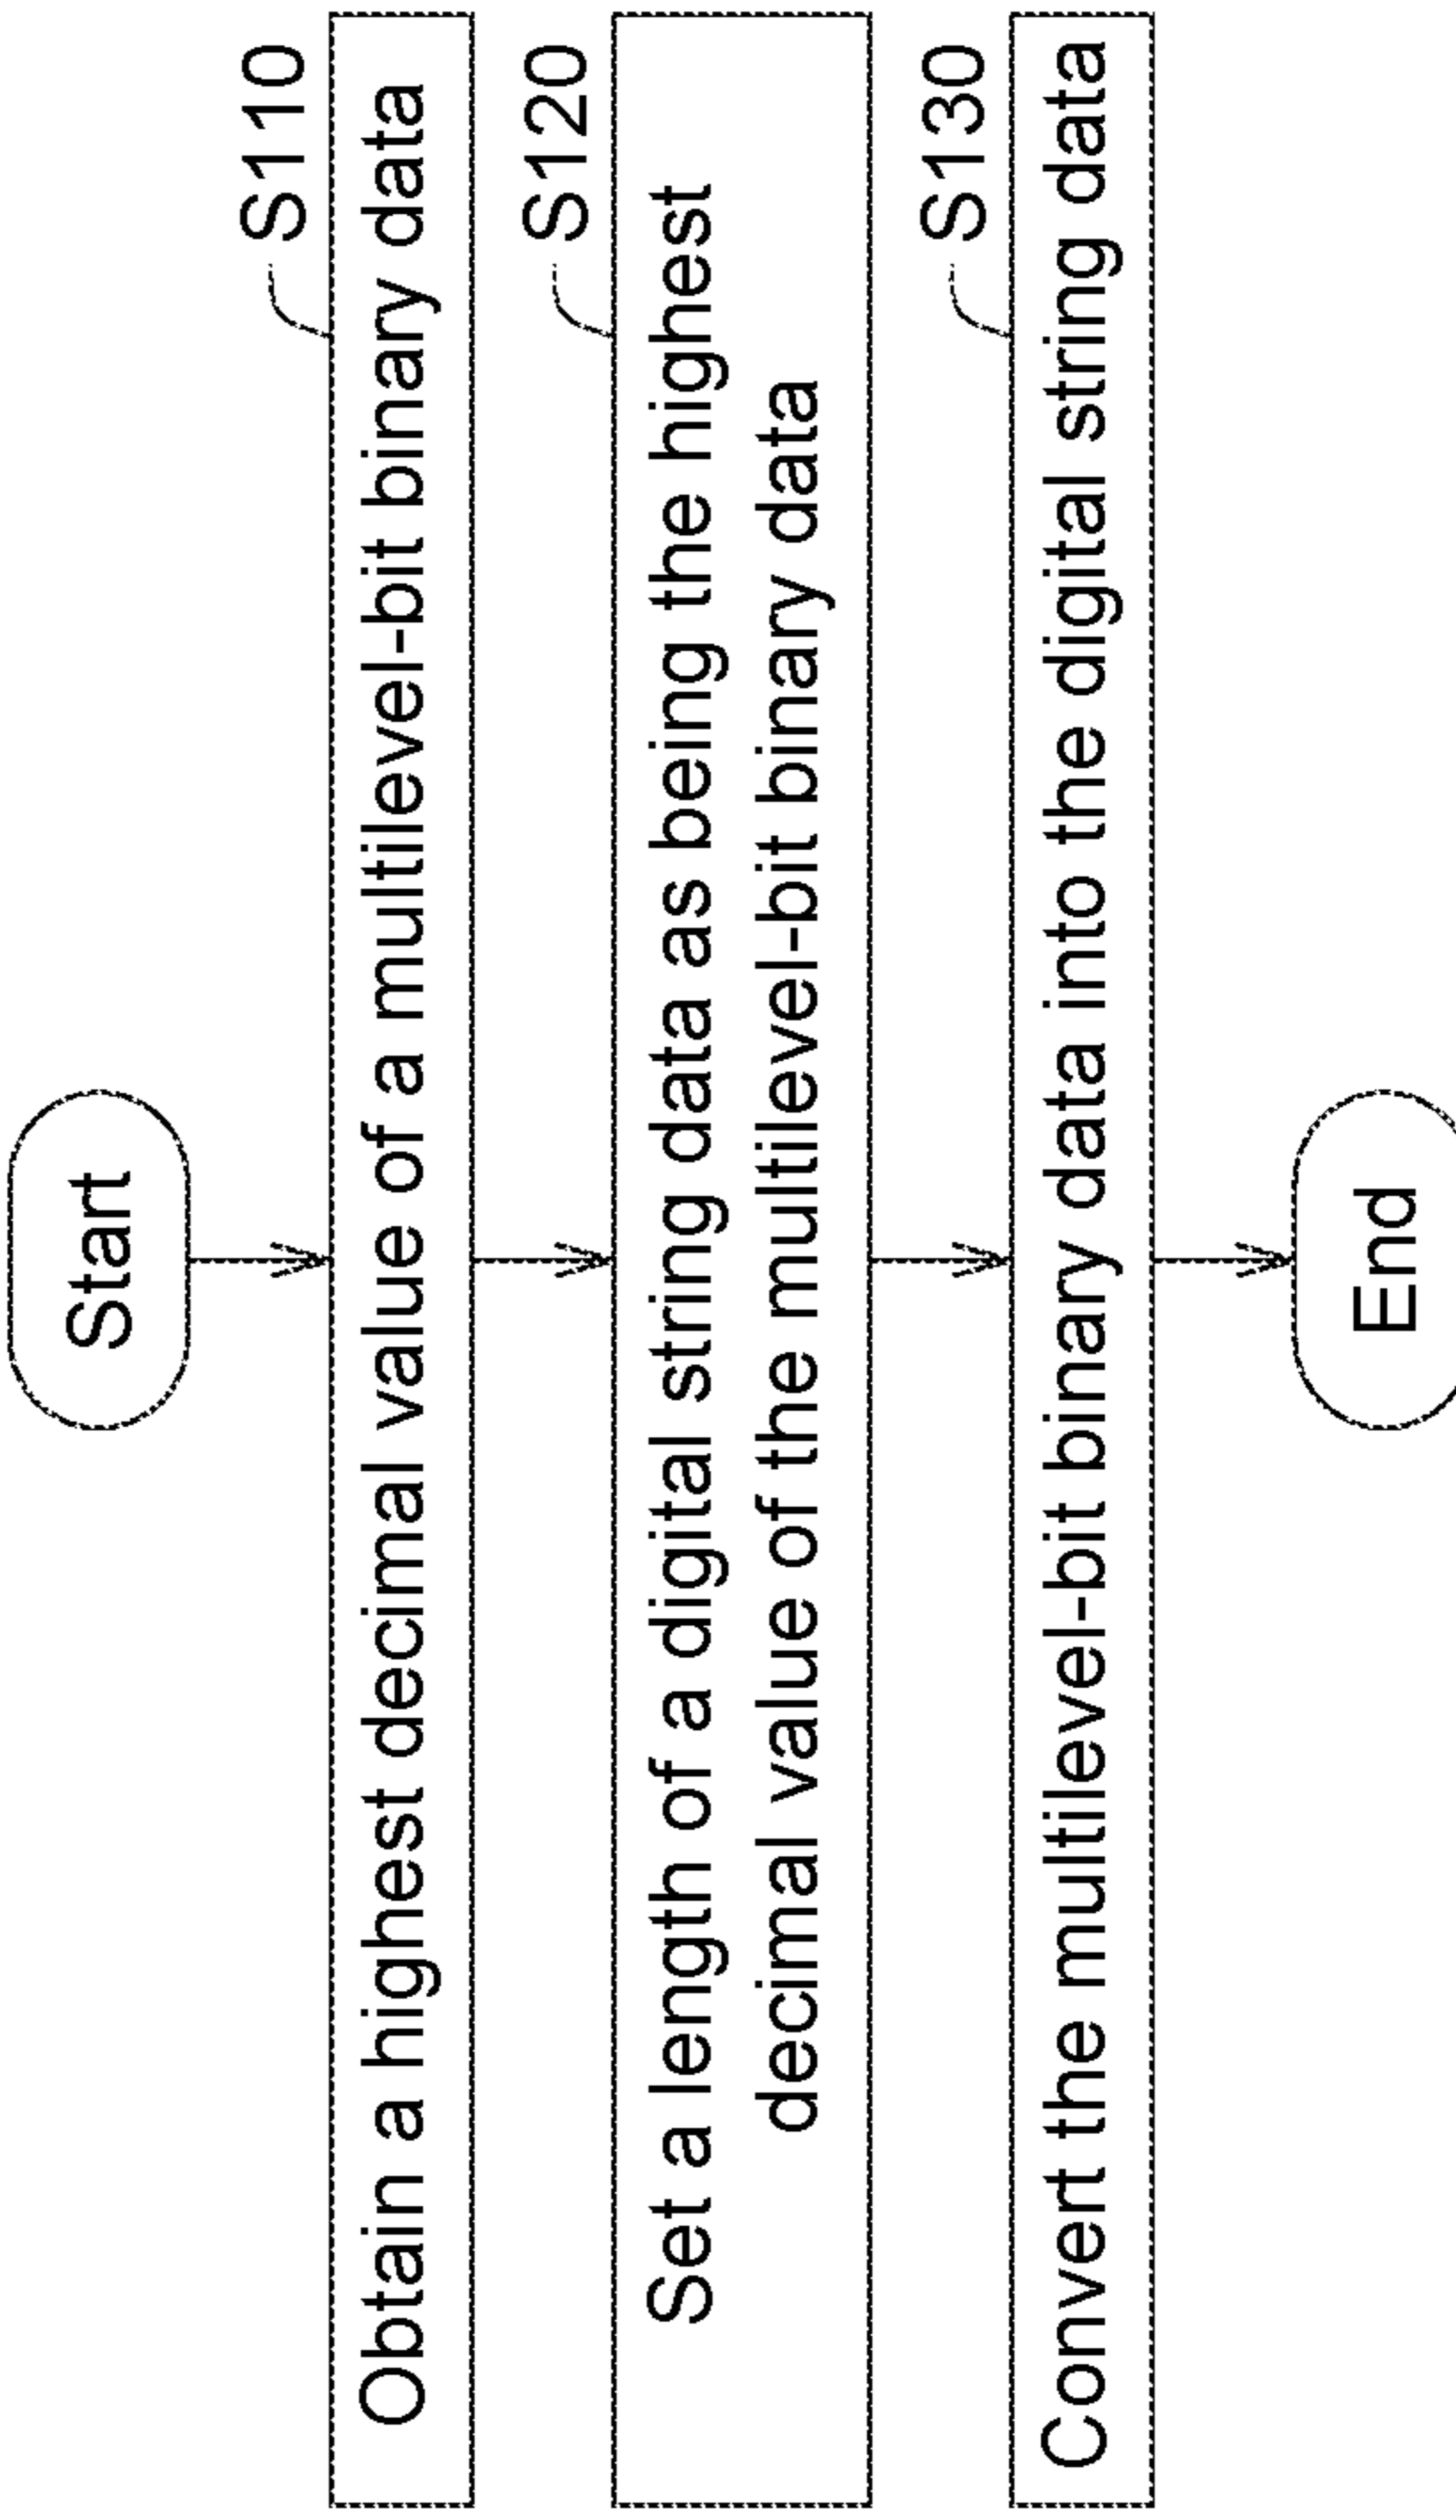 Start
S110
Obtain a highest decimal value of a multilevel-bit binary data
S120
Set a length of a digital string data as being the highest
decimal value of the multilevel-bit binary data
S130
Convert the multilevel-bit binary data into the digital string data
End